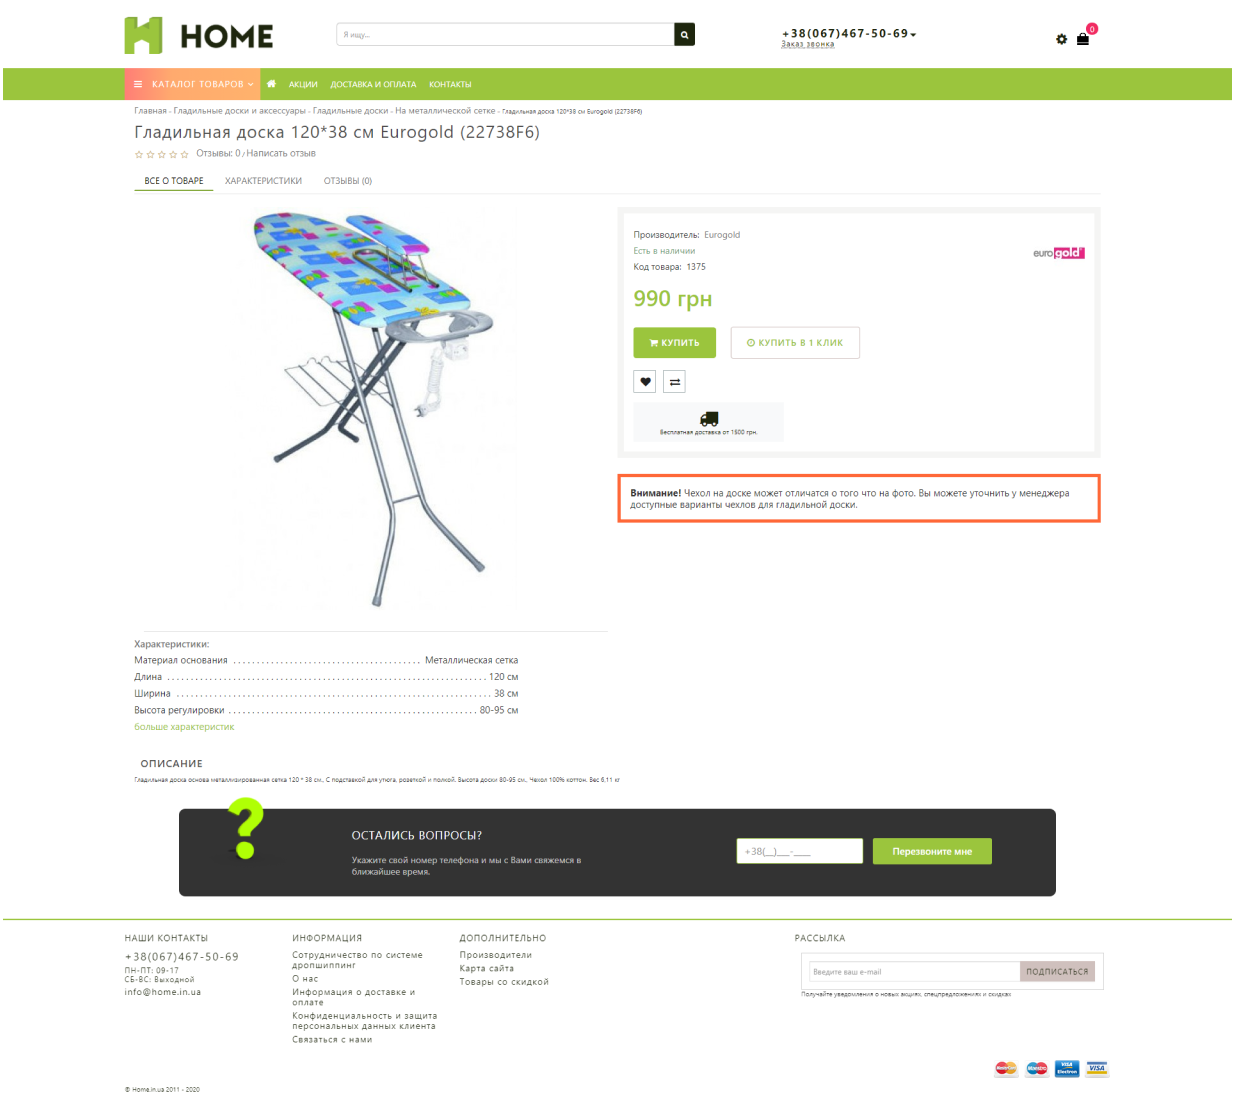 HOME
Я ищу...
+38(067)467-50-69
Заказ звонка
0
КАТАЛОГ ТОВАРОВ
АКЦИИ
ДОСТАВКА И ОПЛАТА
КОНТАКТЫ
Главная - Гладильные доски и аксессуары - Гладильные доски - На металлической сетке - Гладильная доска 120*38 см Eurogold (22738F6)
Гладильная доска 120*38 см Eurogold (22738F6)
Отзывы: 0 / Написать отзыв
ВСЕ О ТОВАРЕ
ХАРАКТЕРИСТИКИ
ОТЗЫВЫ (0)
Производитель: Eurogold
Есть в наличии
Код товара: 1375
eurogold
990 грн
КУПИТЬ
КУПИТЬ В 1 КЛИК
Бесплатная доставка от 1500 грн.
Внимание! Чехол на доске может отличатся о того что на фото. Вы можете уточнить у менеджера
доступные варианты чехлов для гладильной доски.
Характеристики:
Материал основания Металлическая сетка
Длина 120 см
Ширина 38 см
Высота регулировки 80-95 см
больше характеристик
ОПИСАНИЕ
Гладильная доска основа металлизированная сетка 120 * 38 см.. С подставкой для утюга, розеткой и полкой. Высота доски 80-95 см.. Чехол 100% коттон. Вес 6,11 кг
?
ОСТАЛИСЬ ВОПРОСЫ?
Укажите свой номер телефона и мы с Вами свяжемся в
ближайшее время.
+38(__)___-____
Перезвоните мне
НАШИ КОНТАКТЫ
+38(067)467-50-69
ПН-ПТ: 09-17
СБ-ВС: Выходной
info@home.in.ua
ИНФОРМАЦИЯ
Сотрудничество по системе
дропшиппинг
О нас
Информация о доставке и
оплате
Конфиденциальность и защита
персональных данных клиента
Связаться с нами
ДОПОЛНИТЕЛЬНО
Производители
Карта сайта
Товары со скидкой
РАССЫЛКА
Введите ваш e-mail
ПОДПИСАТЬСЯ
Получайте уведомления о новых акциях, спецпредложениях и скидках
MasterCard
Maestro
VISA
Electron
VISA
© Home.in.ua 2011 - 2020